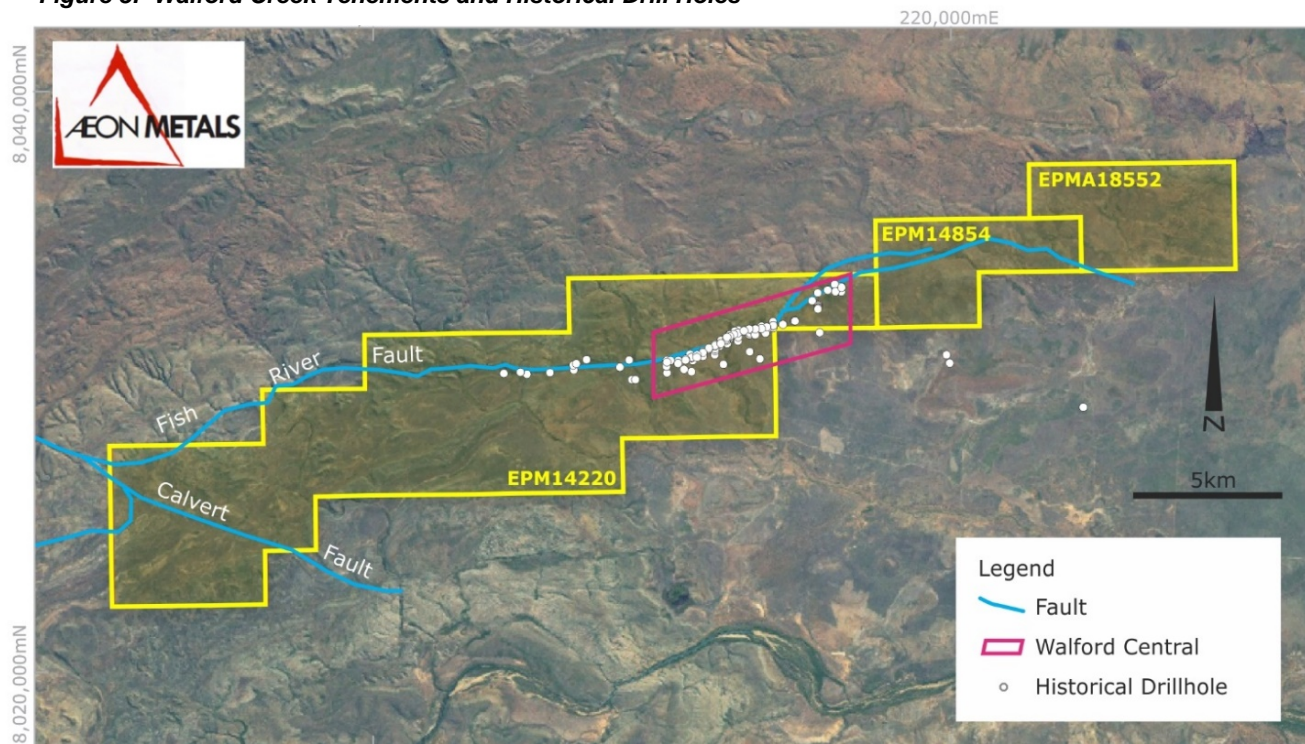 Figure Walford Creek Tenements and Historical Drill Holes
220,000mE
8,040,000mN
ÆON METALS
EPMA18552
EPM14854
Fish River Fault
EPM14220
Calvert Fault
N
5km
8,020,000mN
Legend
Fault
Walford Central
Historical Drillhole